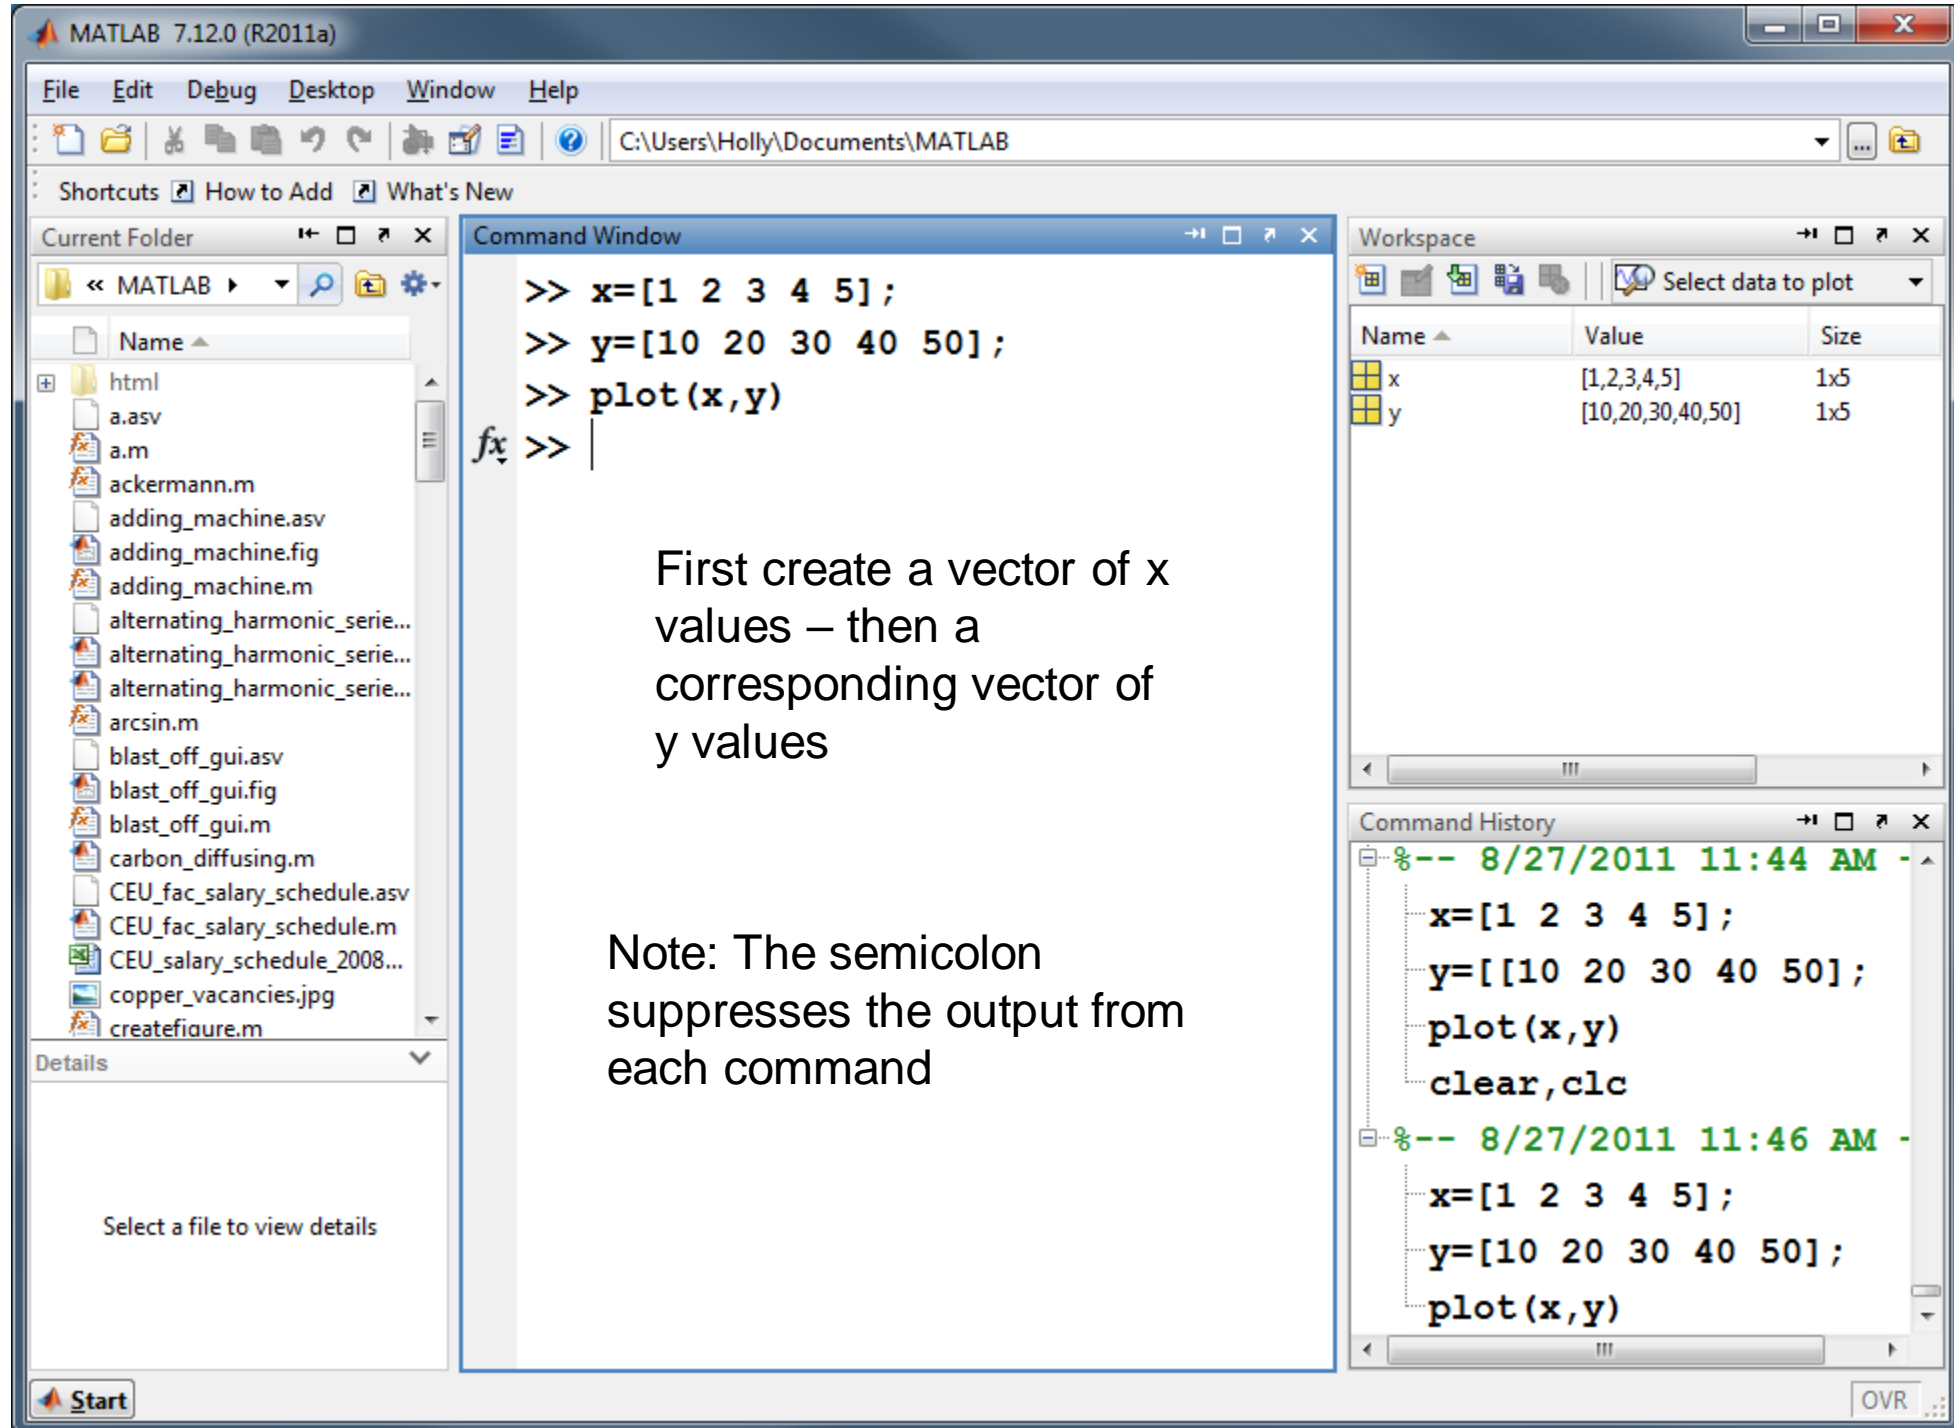 MATLAB 7.12.0 (R2011a)
File Edit Debug Desktop Window Help
C:\Users\Holly\Documents\MATLAB
Shortcuts How to Add What's New
Current Folder
« MATLAB
Name
html
a.asv
a.m
ackermann.m
adding_machine.asv
adding_machine.fig
adding_machine.m
alternating_harmonic_serie...
alternating_harmonic_serie...
alternating_harmonic_serie...
arcsin.m
blast_off_gui.asv
blast_off_gui.fig
blast_off_gui.m
carbon_diffusing.m
CEU_fac_salary_schedule.asv
CEU_fac_salary_schedule.m
CEU_salary_schedule_2008...
copper_vacancies.jpg
createfigure.m
Details
Select a file to view details
Start
Command Window
>> x=[1 2 3 4 5];
>> y=[10 20 30 40 50];
>> plot(x,y)
fx >>
First create a vector of x
values – then a
corresponding vector of
y values
Note: The semicolon
suppresses the output from
each command
Workspace
Select data to plot
Name Value Size
x [1,2,3,4,5] 1x5
y [10,20,30,40,50] 1x5
Command History
%-- 8/27/2011 11:44 AM -
x=[1 2 3 4 5];
y=[[10 20 30 40 50];
plot(x,y)
clear,clc
%-- 8/27/2011 11:46 AM -
x=[1 2 3 4 5];
y=[10 20 30 40 50];
plot(x,y)
OVR